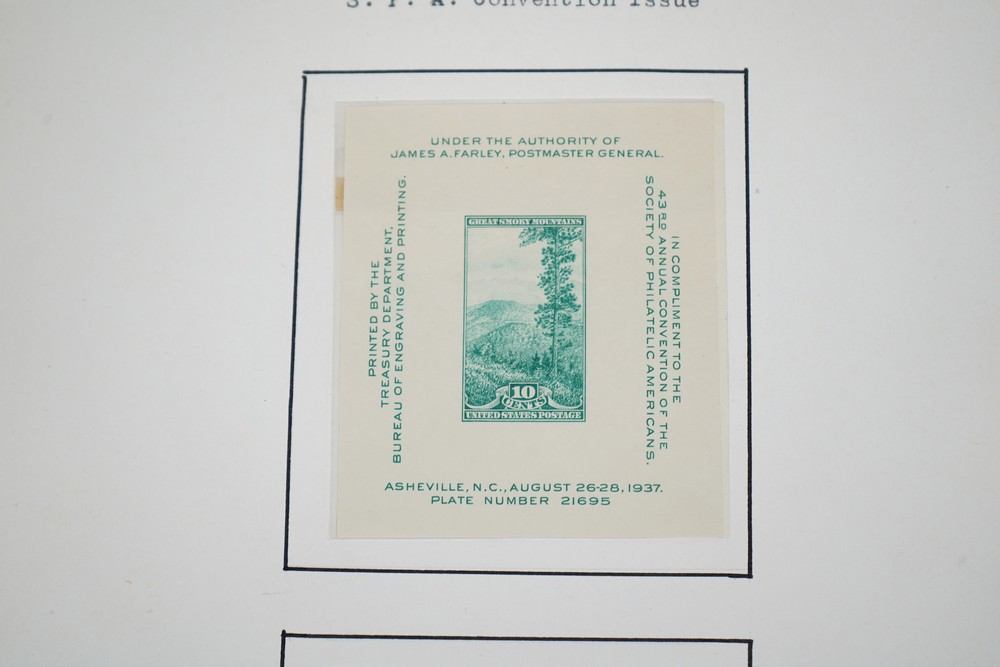 S. P. A. Convention Issue
UNDER THE AUTHORITY OF
JAMES A. FARLEY, POSTMASTER GENERAL.
PRINTED BY THE
TREASURY DEPARTMENT,
BUREAU OF ENGRAVING AND PRINTING.
GREAT SMOKY MOUNTAINS
10
CENTS
UNITED STATES POSTAGE
IN COMPLIMENT TO THE
43RD ANNUAL CONVENTION OF THE
SOCIETY OF PHILATELIC AMERICANS.
ASHEVILLE, N.C., AUGUST 26-28, 1937.
PLATE NUMBER 21695